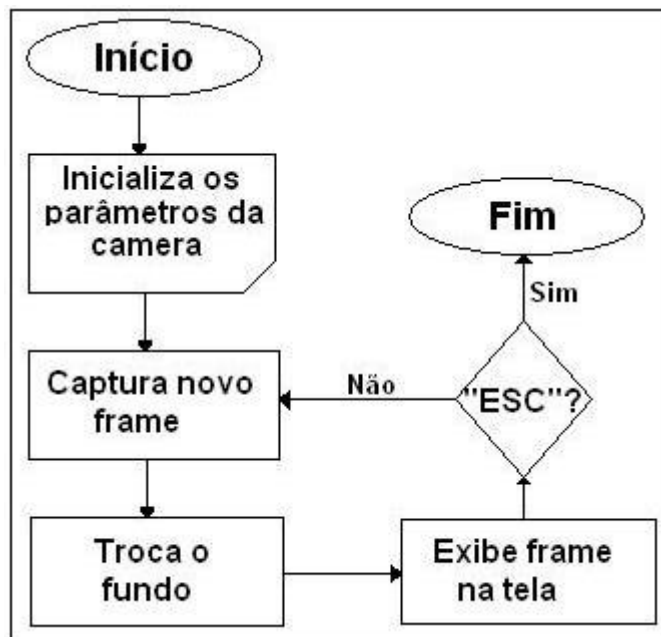 Início
Inicializa os
parâmetros da
camera
Captura novo
frame
Troca o
fundo
Exibe frame
na tela
"ESC"?
Não
Sim
Fim